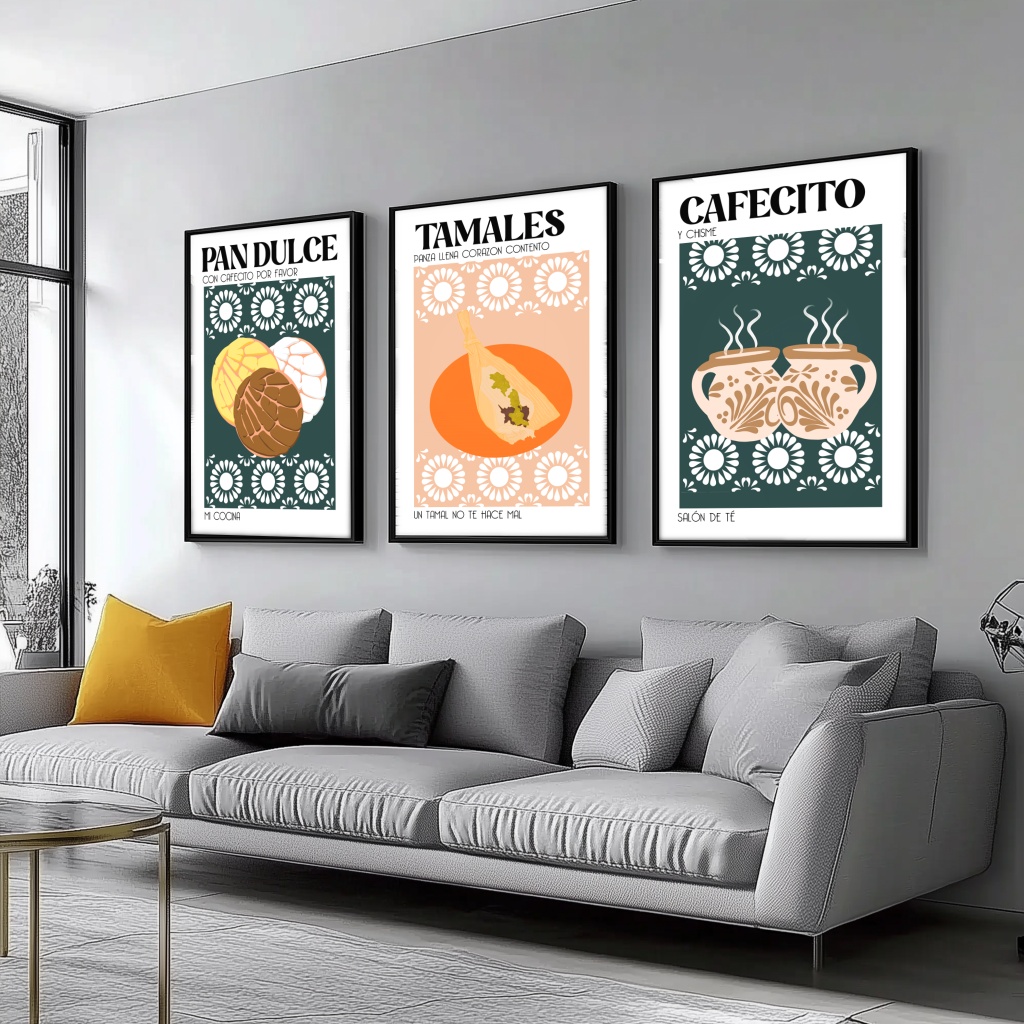 PAN DULCE
CON CAFECITO POR FAVOR
MI COCINA
TAMALES
PANZA LLENA CORAZON CONTENTO
UN TAMAL NO TE HACE MAL
CAFECITO
Y CHISME
SALÓN DE TÉ